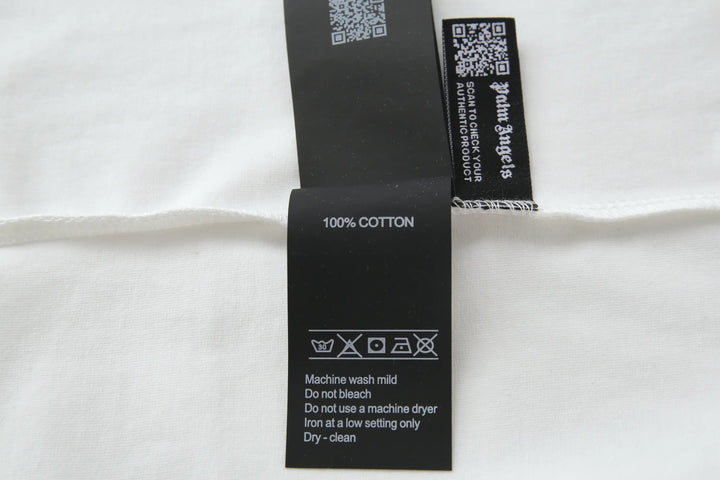 Palm Angels
SCAN TO CHECK YOUR
AUTHENTIC PRODUCT
100% COTTON
30
Machine wash mild
Do not bleach
Do not use a machine dryer
Iron at a low setting only
Dry - clean